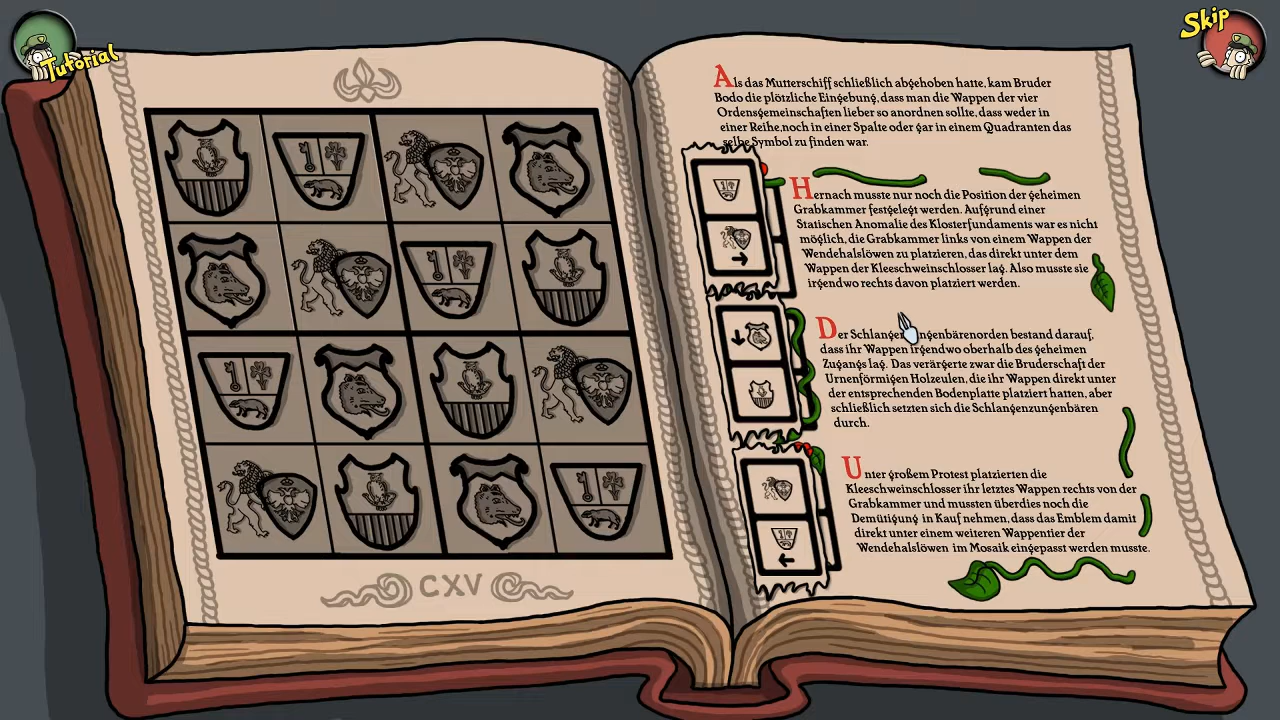 Tutorial
Skip
Als das Mutterschiff schließlich abgehoben hatte, kam Bruder
Bodo die plötzliche Eingebung, dass man die Wappen der vier
Ordensgemeinschaften lieber so anordnen sollte, dass weder in
einer Reihe, noch in einer Spalte oder gar in einem Quadranten das
selbe Symbol zu finden war.
Hernach musste nur noch die Position der geheimen
Grabkammer festgelegt werden. Aufgrund einer
Statischen Anomalie des Klosterfundaments war es nicht
möglich, die Grabkammer links von einem Wappen der
Wendehalslöwen zu platzieren, das direkt unter dem
Wappen der Kleeschweinschlosser lag. Also musste sie
irgendwo rechts davon platziert werden.
Der ngenbärenorden bestand darauf,
dass ihr Wappen irgendwo oberhalb des geheimen
Zugangs lag. Das verärgerte zwar die Bruderschaft der
Urnenförmigen Holzeulen, die ihr Wappen direkt unter
der entsprechenden Bodenplatte platziert hatten, aber
schließlich setzten sich die Schlangenzungenbären
durch.
Unter großem Protest platzierten die
Kleeschweinschlosser ihr letztes Wappen rechts von der
Grabkammer und mussten überdies noch die
Demütigung in Kauf nehmen, dass das Emblem damit
direkt unter einem weiteren Wappentier der
Wendehalslöwen im Mosaik eingepasst werden musste.
CXV